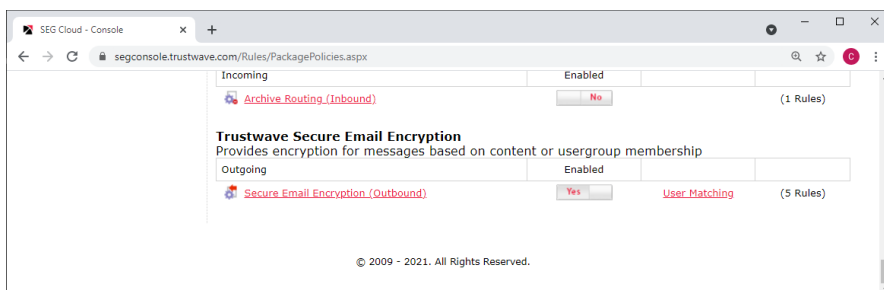 SEG Cloud - Console
segconsole.trustwave.com/Rules/PackagePolicies.aspx
C
Incoming Enabled
Archive Routing (Inbound) No (1 Rules)
Trustwave Secure Email Encryption
Provides encryption for messages based on content or usergroup membership
Outgoing Enabled
Secure Email Encryption (Outbound) Yes User Matching (5 Rules)
© 2009 - 2021. All Rights Reserved.